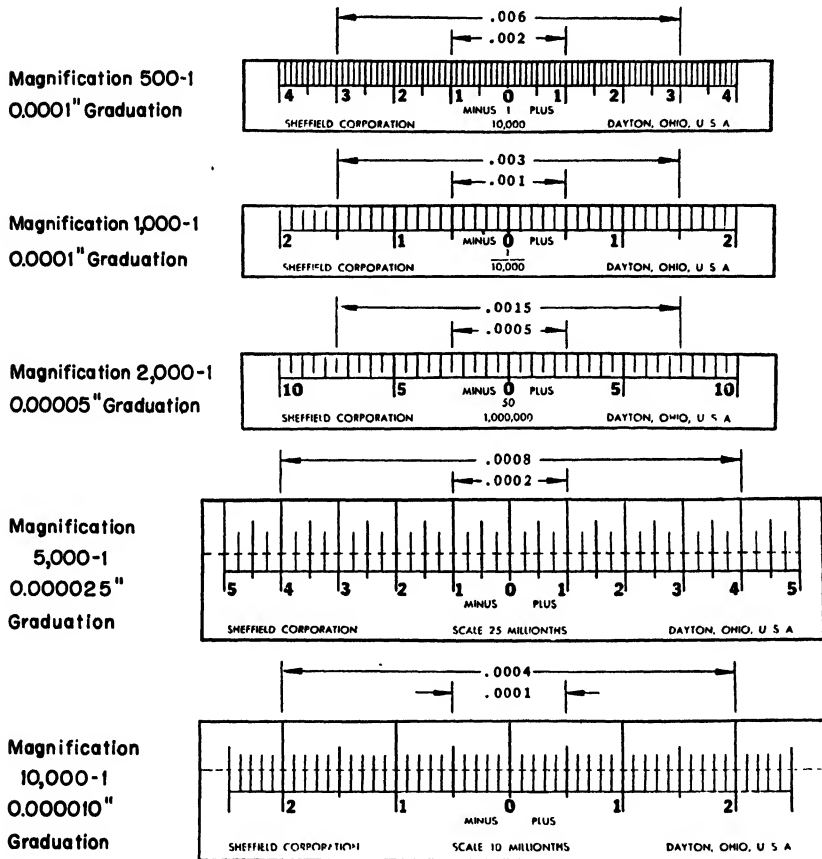 .006
.002
Magnification 500-1
0.0001" Graduation
4 3 2 1 0 1 2 3 4
MINUS 1 PLUS
10,000
SHEFFIELD CORPORATION DAYTON, OHIO, U S A
.003
.001
Magnification 1,000-1
0.0001" Graduation
2 1 0 1 2
MINUS PLUS
1
10,000
SHEFFIELD CORPORATION DAYTON, OHIO, U S A
.0015
.0005
Magnification 2,000-1
0.00005" Graduation
10 5 0 5 10
MINUS PLUS
50
1,000,000
SHEFFIELD CORPORATION DAYTON, OHIO, U S A
.0008
.0002
Magnification
5,000-1
0.000025"
Graduation
5 4 3 2 1 0 1 2 3 4 5
MINUS PLUS
SHEFFIELD CORPORATION SCALE 25 MILLIONTHS DAYTON, OHIO, U S A
.0004
.0001
Magnification
10,000-1
0.000010"
Graduation
2 1 0 1 2
MINUS PLUS
SHEFFIELD CORPORATION SCALE 10 MILLIONTHS DAYTON, OHIO, U S A